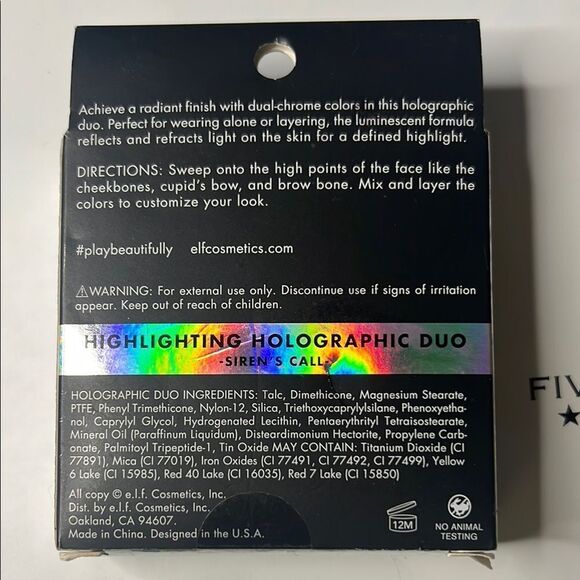 Achieve a radiant finish with dual-chrome colors in this holographic
duo. Perfect for wearing alone or layering, the luminescent formula
reflects and refracts light on the skin for a defined highlight.
DIRECTIONS: Sweep onto the high points of the face like the
cheekbones, cupid's bow, and brow bone. Mix and layer the
colors to customize your look.
#playbeautifully elfcosmetics.com
⚠WARNING: For external use only. Discontinue use if signs of irritation
appear. Keep out of reach of children.
HIGHLIGHTING HOLOGRAPHIC DUO
-SIREN'S CALL-
HOLOGRAPHIC DUO INGREDIENTS: Talc, Dimethicone, Magnesium Stearate,
PTFE, Phenyl Trimethicone, Nylon-12, Silica, Triethoxycaprylylsilane, Phenoxyetha-
nol, Caprylyl Glycol, Hydrogenated Lecithin, Pentaerythrityl Tetraisostearate,
Mineral Oil (Paraffinum Liquidum), Disteardimonium Hectorite, Propylene Carb-
onate, Palmitoyl Tripeptide-1, Tin Oxide MAY CONTAIN: Titanium Dioxide (CI
77891), Mica (CI 77019), Iron Oxides (CI 77491, CI 77492, CI 77499), Yellow
6 Lake (CI 15985), Red 40 Lake (CI 16035), Red 7 Lake (CI 15850)
All copy © e.l.f. Cosmetics, Inc.
Dist. by e.l.f. Cosmetics, Inc.
Oakland, CA 94607.
Made in China. Designed in the U.S.A.
12M
NO ANIMAL
TESTING
FIV